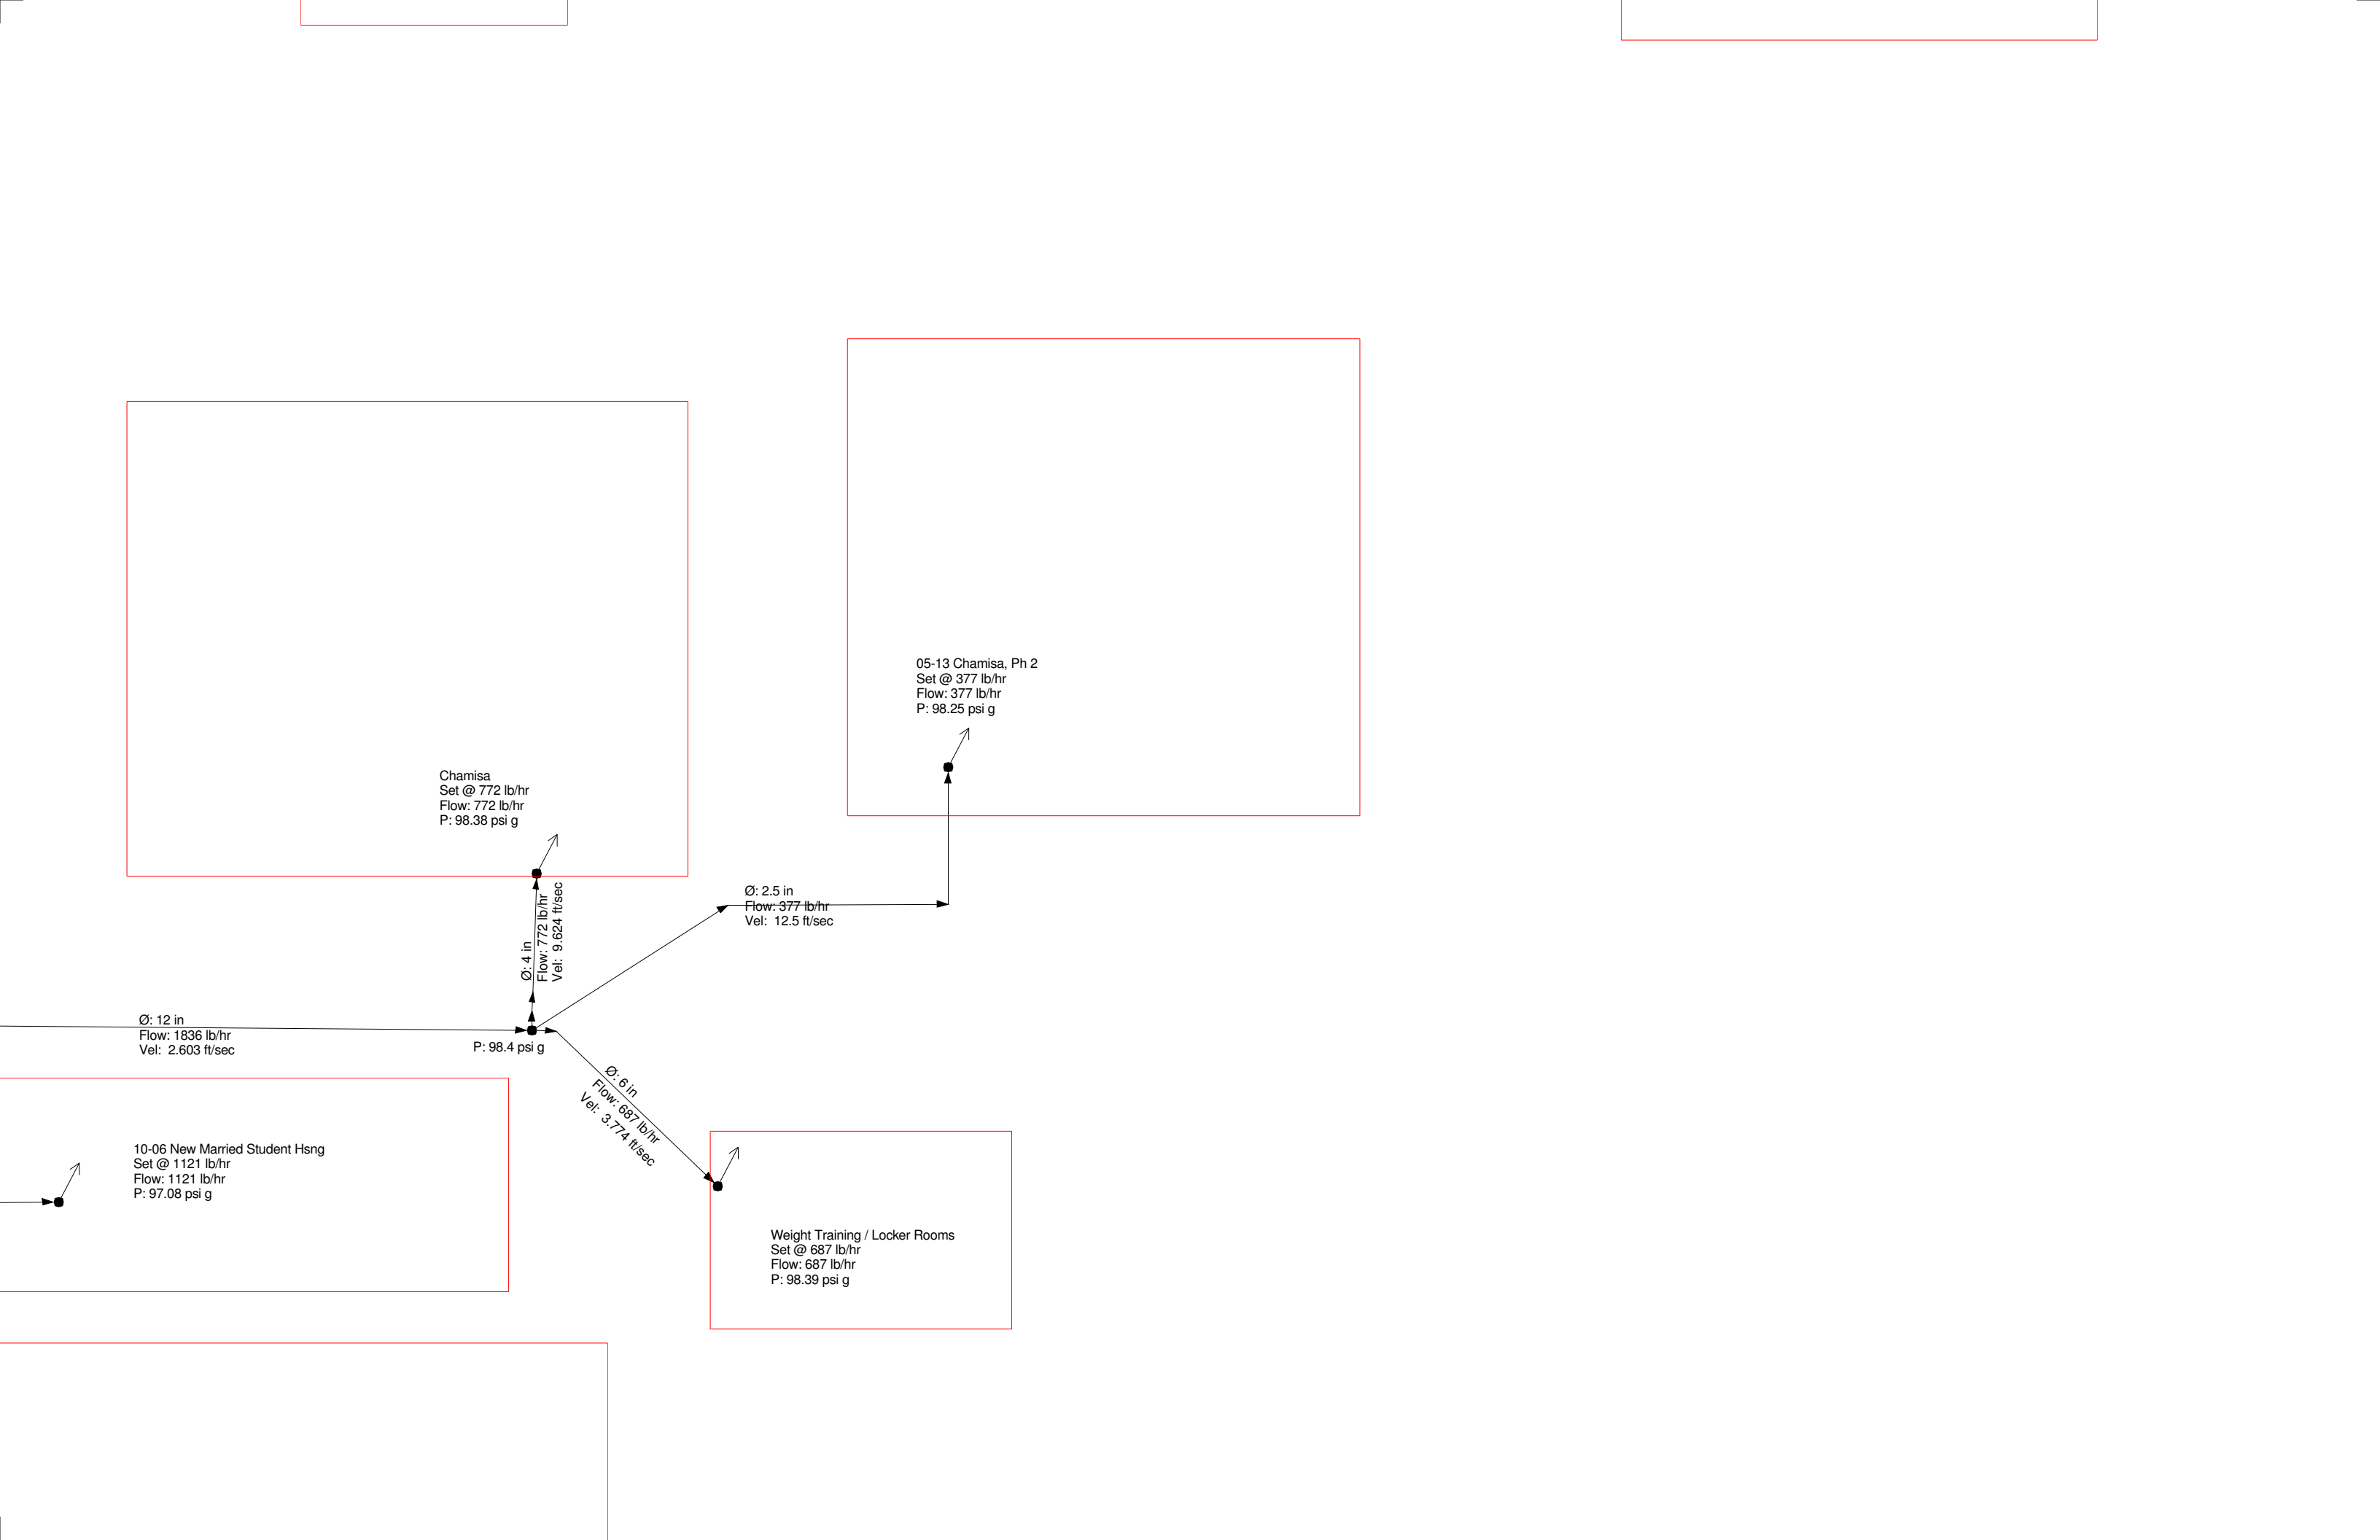 05-13 Chamisa, Ph 2
Set @ 377 lb/hr
Flow: 377 lb/hr
P: 98.25 psi g
Chamisa
Set @ 772 lb/hr
Flow: 772 lb/hr
P: 98.38 psi g
Ø: 4 in
Flow: 772 lb/hr
Vel:  9.624 ft/sec
Ø: 2.5 in
Flow: 377 lb/hr
Vel:  12.5 ft/sec
Ø: 12 in
Flow: 1836 lb/hr
Vel:  2.603 ft/sec
P: 98.4 psi g
Ø: 6 in
Flow: 687 lb/hr
Vel:  3.774 ft/sec
10-06 New Married Student Hsng
Set @ 1121 lb/hr
Flow: 1121 lb/hr
P: 97.08 psi g
Weight Training / Locker Rooms
Set @ 687 lb/hr
Flow: 687 lb/hr
P: 98.39 psi g